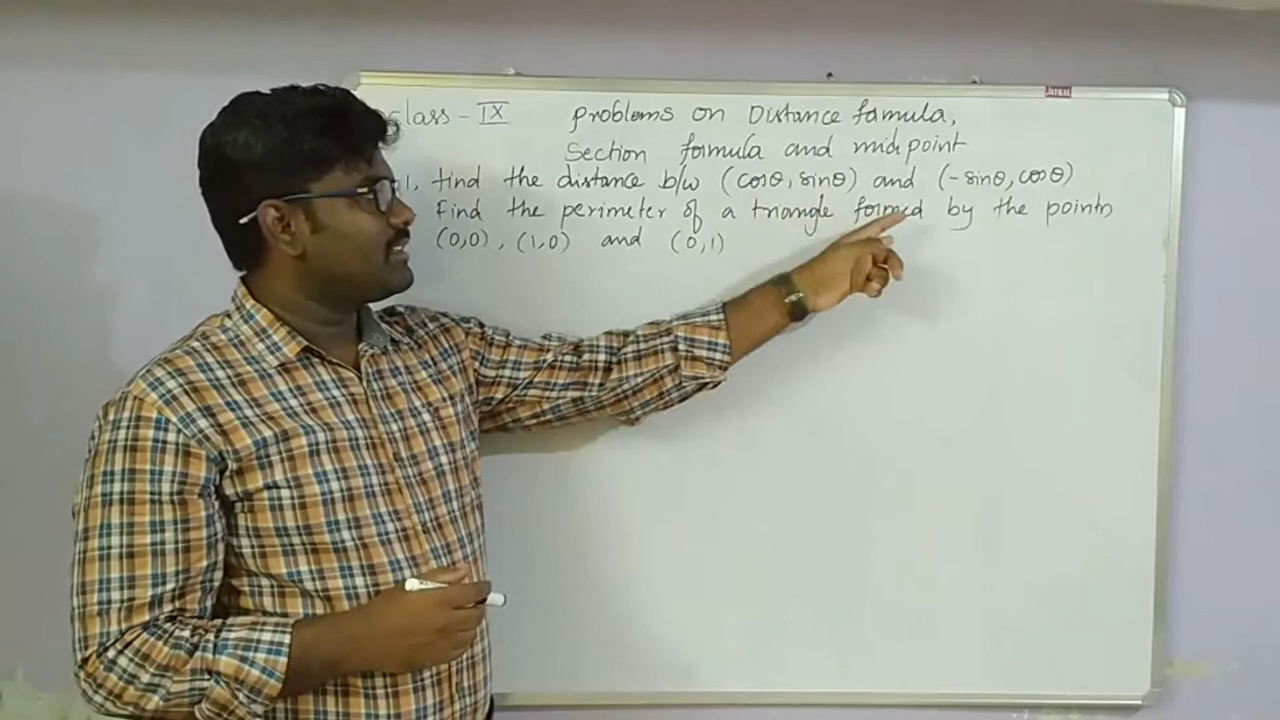 class - IX problems on Distance formula,
Section formula and midpoint
1, find the distance b/w (cosθ, sinθ) and (-sinθ, cosθ)
Find the perimeter of a triangle formed by the points
(0,0), (1,0) and (0,1)